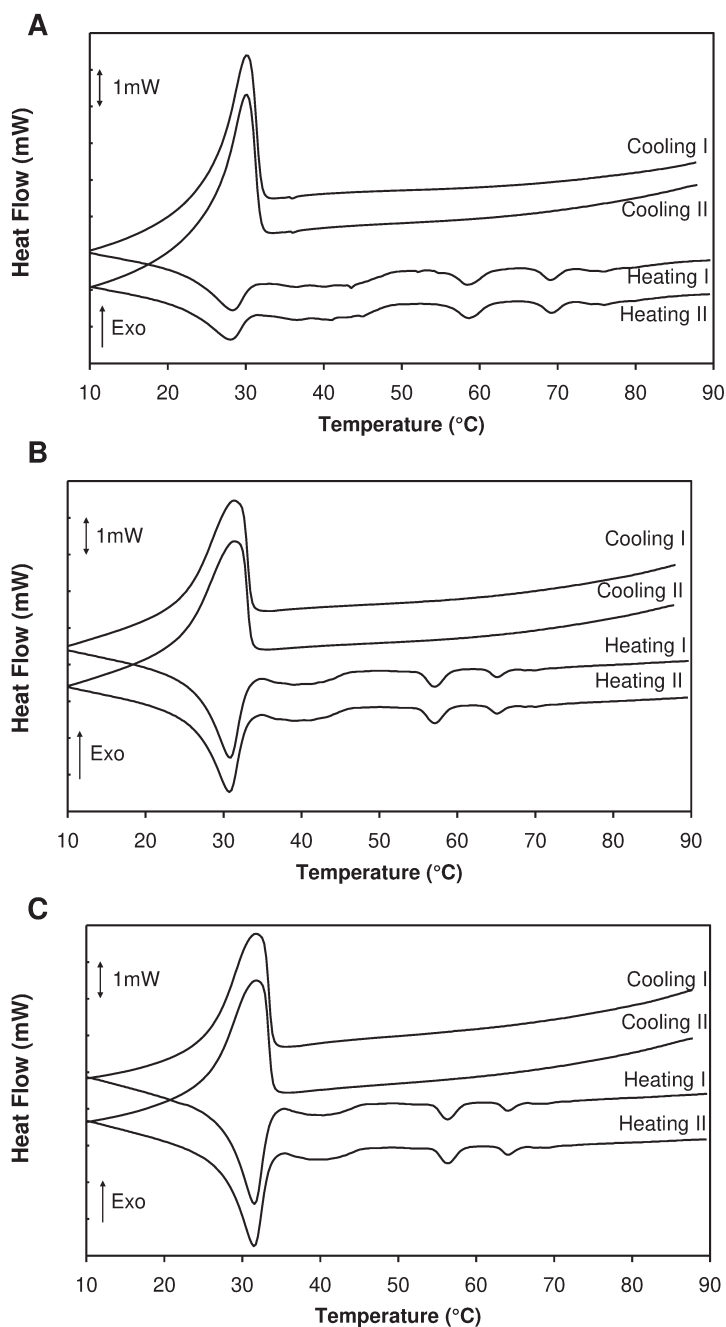 A
1mW
Cooling I
Cooling II
Heating I
Heating II
Exo
Heat Flow (mW)
10 20 30 40 50 60 70 80 90
Temperature (°C)
B
1mW
Cooling I
Cooling II
Heating I
Heating II
Exo
Heat Flow (mW)
10 20 30 40 50 60 70 80 90
Temperature (°C)
C
1mW
Cooling I
Cooling II
Heating I
Heating II
Exo
Heat Flow (mW)
10 20 30 40 50 60 70 80 90
Temperature (°C)